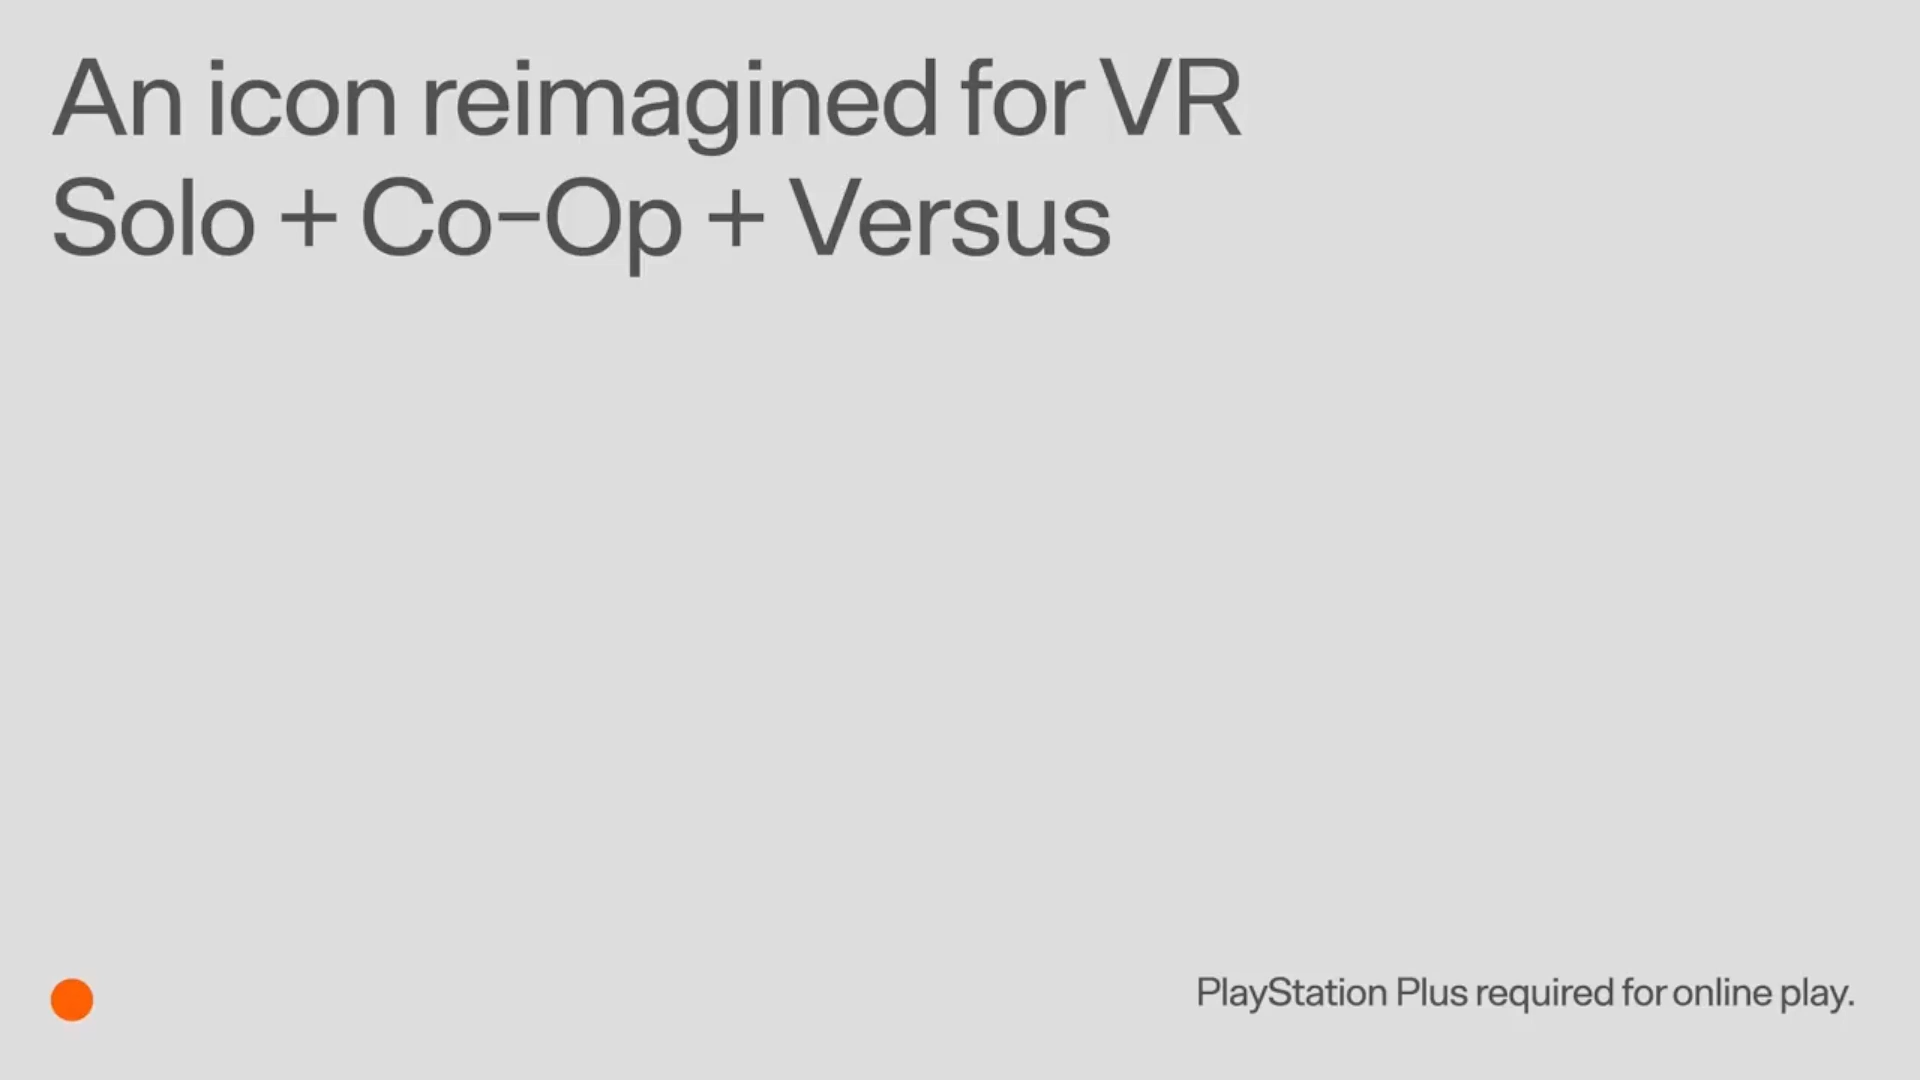 An icon reimagined for VR
Solo + Co-Op + Versus
PlayStation Plus required for online play.